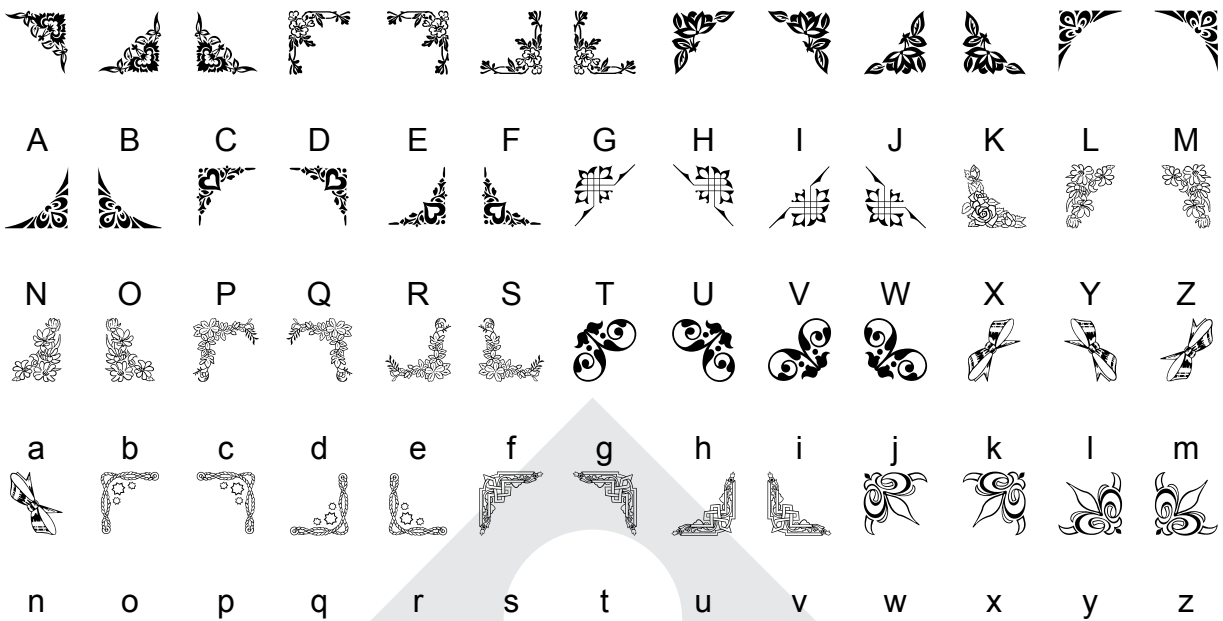 A B C D E F G H I J K L M
N O P Q R S T U V W X Y Z
a b c d e f g h i j k l m
n o p q r s t u v w x y z